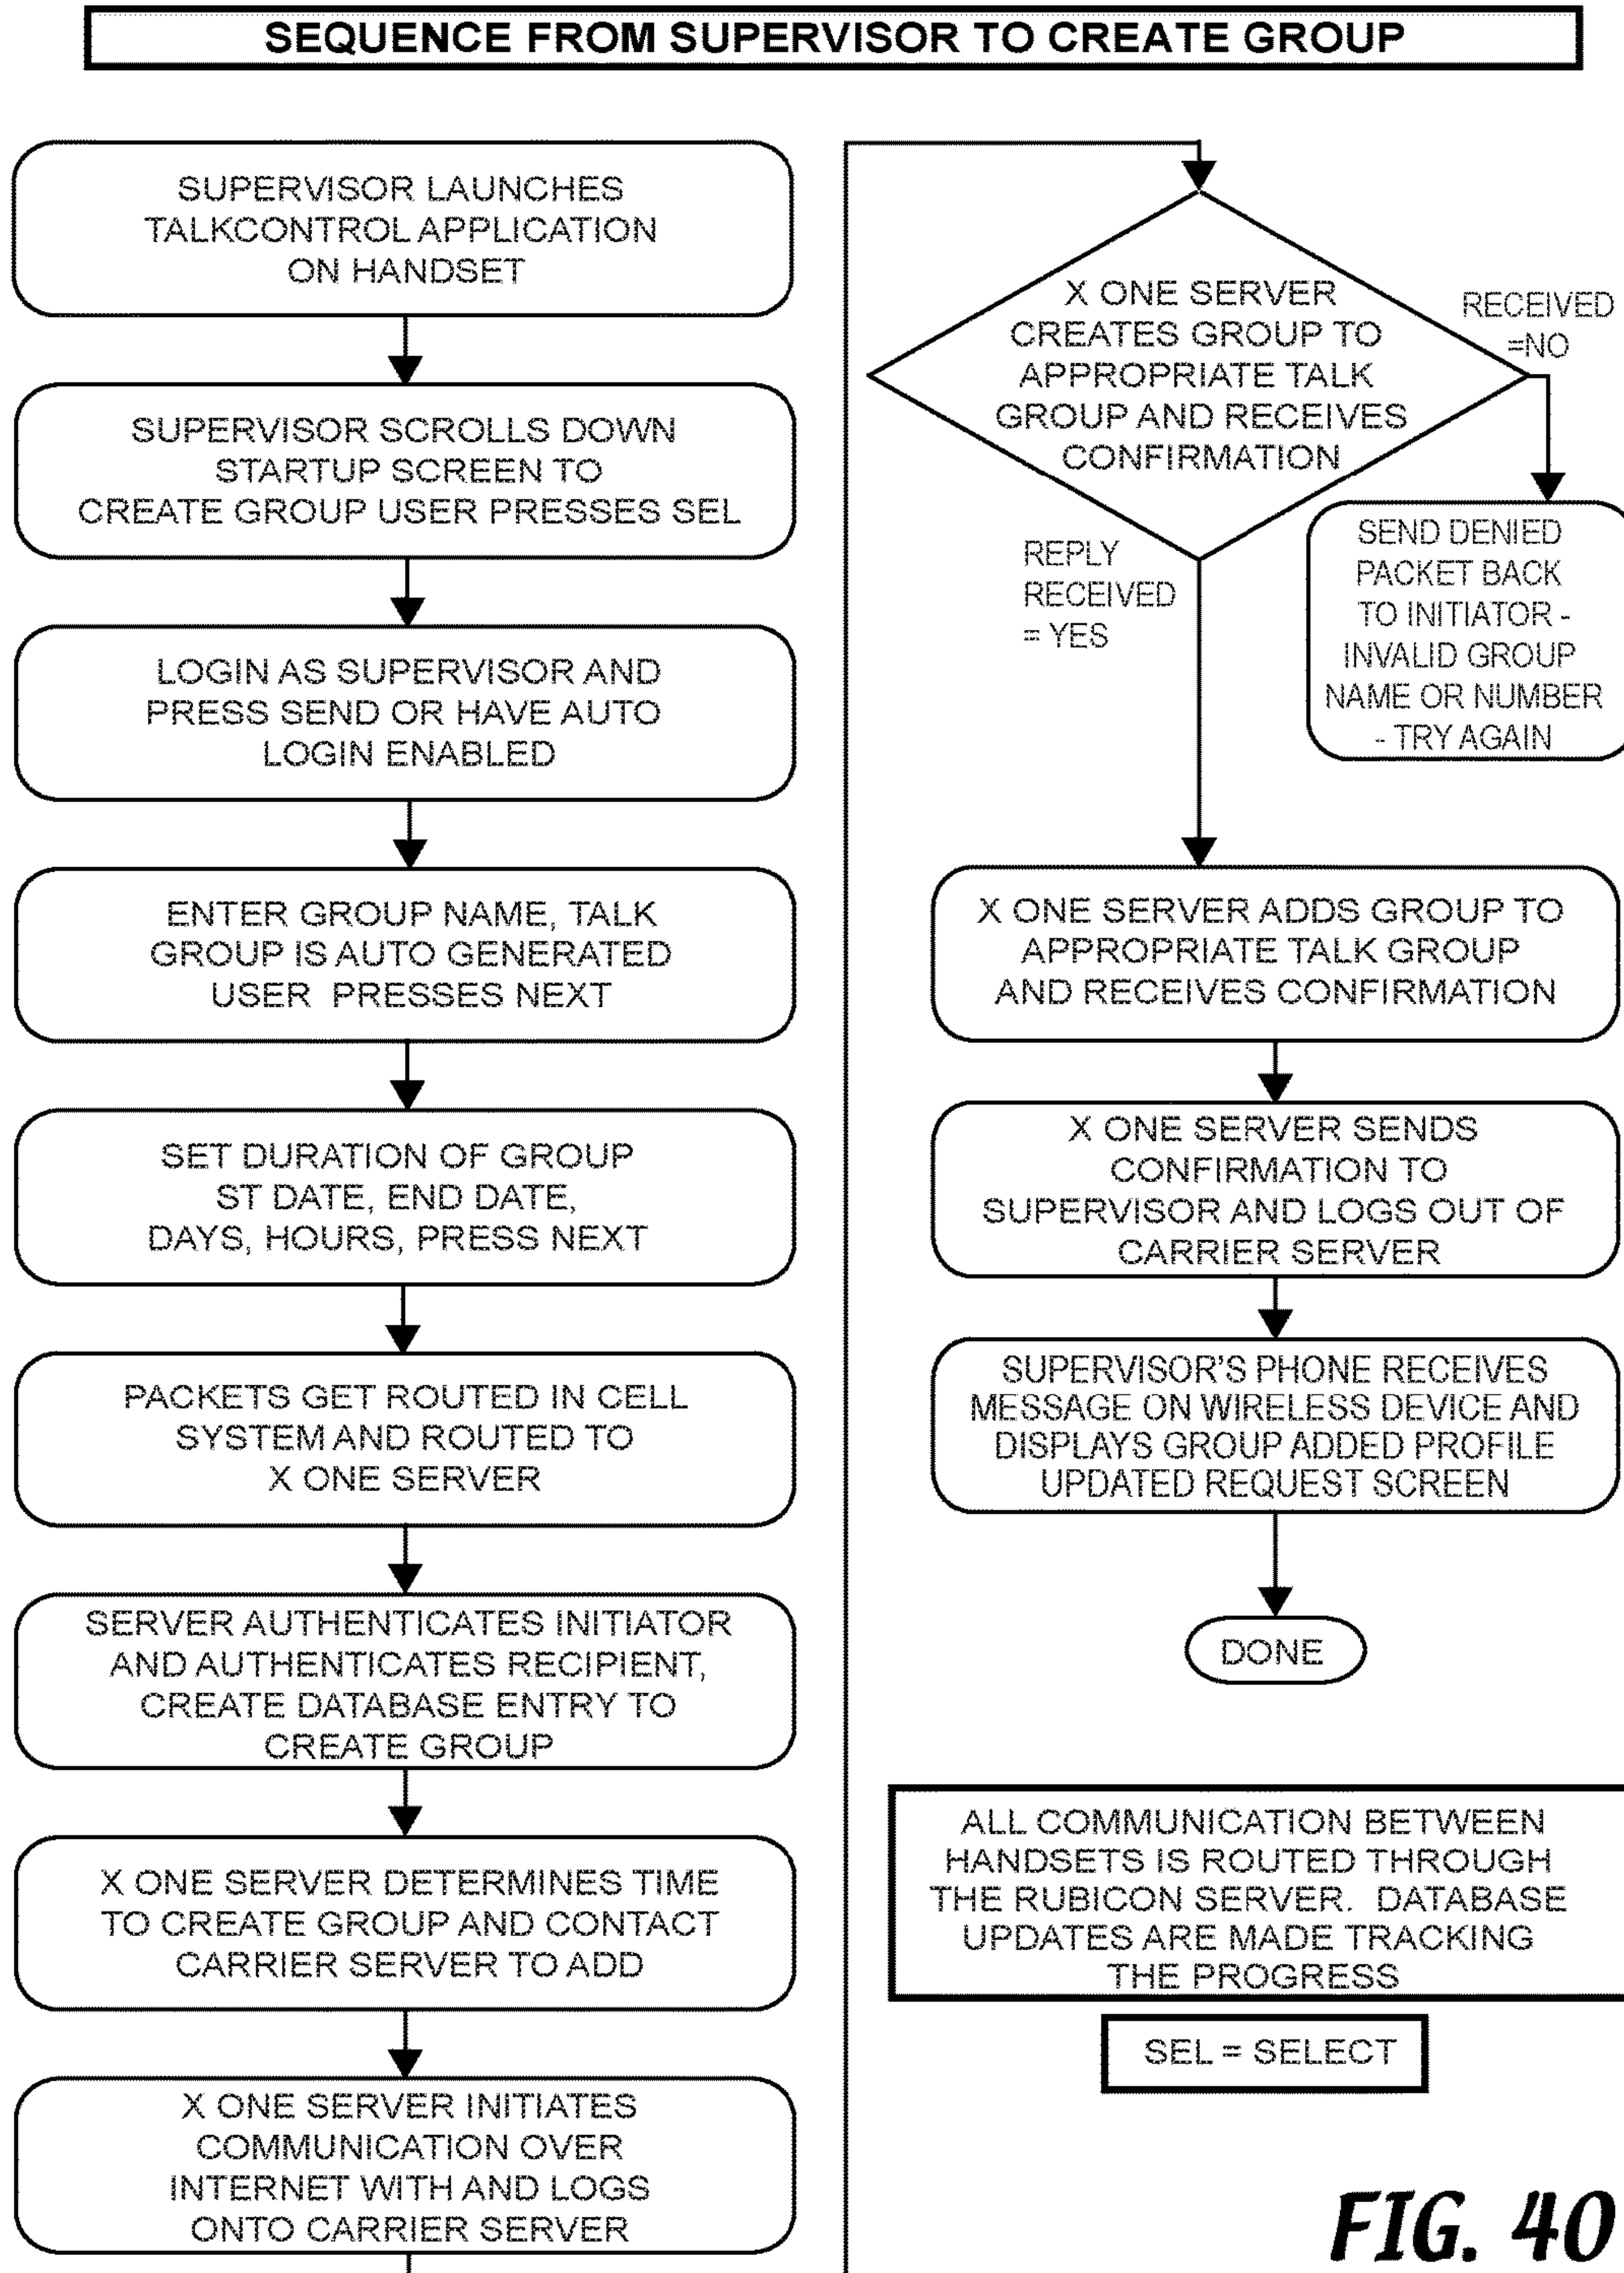 SEQUENCE FROM SUPERVISOR TO CREATE GROUP
SUPERVISOR LAUNCHES
TALKCONTROL APPLICATION
ON HANDSET
SUPERVISOR SCROLLS DOWN
STARTUP SCREEN TO
CREATE GROUP USER PRESSES SEL
LOGIN AS SUPERVISOR AND
PRESS SEND OR HAVE AUTO
LOGIN ENABLED
ENTER GROUP NAME, TALK
GROUP IS AUTO GENERATED
USER PRESSES NEXT
SET DURATION OF GROUP
ST DATE, END DATE,
DAYS, HOURS, PRESS NEXT
PACKETS GET ROUTED IN CELL
SYSTEM AND ROUTED TO
X ONE SERVER
SERVER AUTHENTICATES INITIATOR
AND AUTHENTICATES RECIPIENT,
CREATE DATABASE ENTRY TO
CREATE GROUP
X ONE SERVER DETERMINES TIME
TO CREATE GROUP AND CONTACT
CARRIER SERVER TO ADD
X ONE SERVER INITIATES
COMMUNICATION OVER
INTERNET WITH AND LOGS
ONTO CARRIER SERVER
X ONE SERVER
CREATES GROUP TO
APPROPRIATE TALK
GROUP AND RECEIVES
CONFIRMATION
RECEIVED
=NO
SEND DENIED
PACKET BACK
TO INITIATOR -
INVALID GROUP
NAME OR NUMBER
- TRY AGAIN
REPLY
RECEIVED
= YES
X ONE SERVER ADDS GROUP TO
APPROPRIATE TALK GROUP
AND RECEIVES CONFIRMATION
X ONE SERVER SENDS
CONFIRMATION TO
SUPERVISOR AND LOGS OUT OF
CARRIER SERVER
SUPERVISOR'S PHONE RECEIVES
MESSAGE ON WIRELESS DEVICE AND
DISPLAYS GROUP ADDED PROFILE
UPDATED REQUEST SCREEN
DONE
ALL COMMUNICATION BETWEEN
HANDSETS IS ROUTED THROUGH
THE RUBICON SERVER. DATABASE
UPDATES ARE MADE TRACKING
THE PROGRESS
SEL = SELECT
FIG. 40